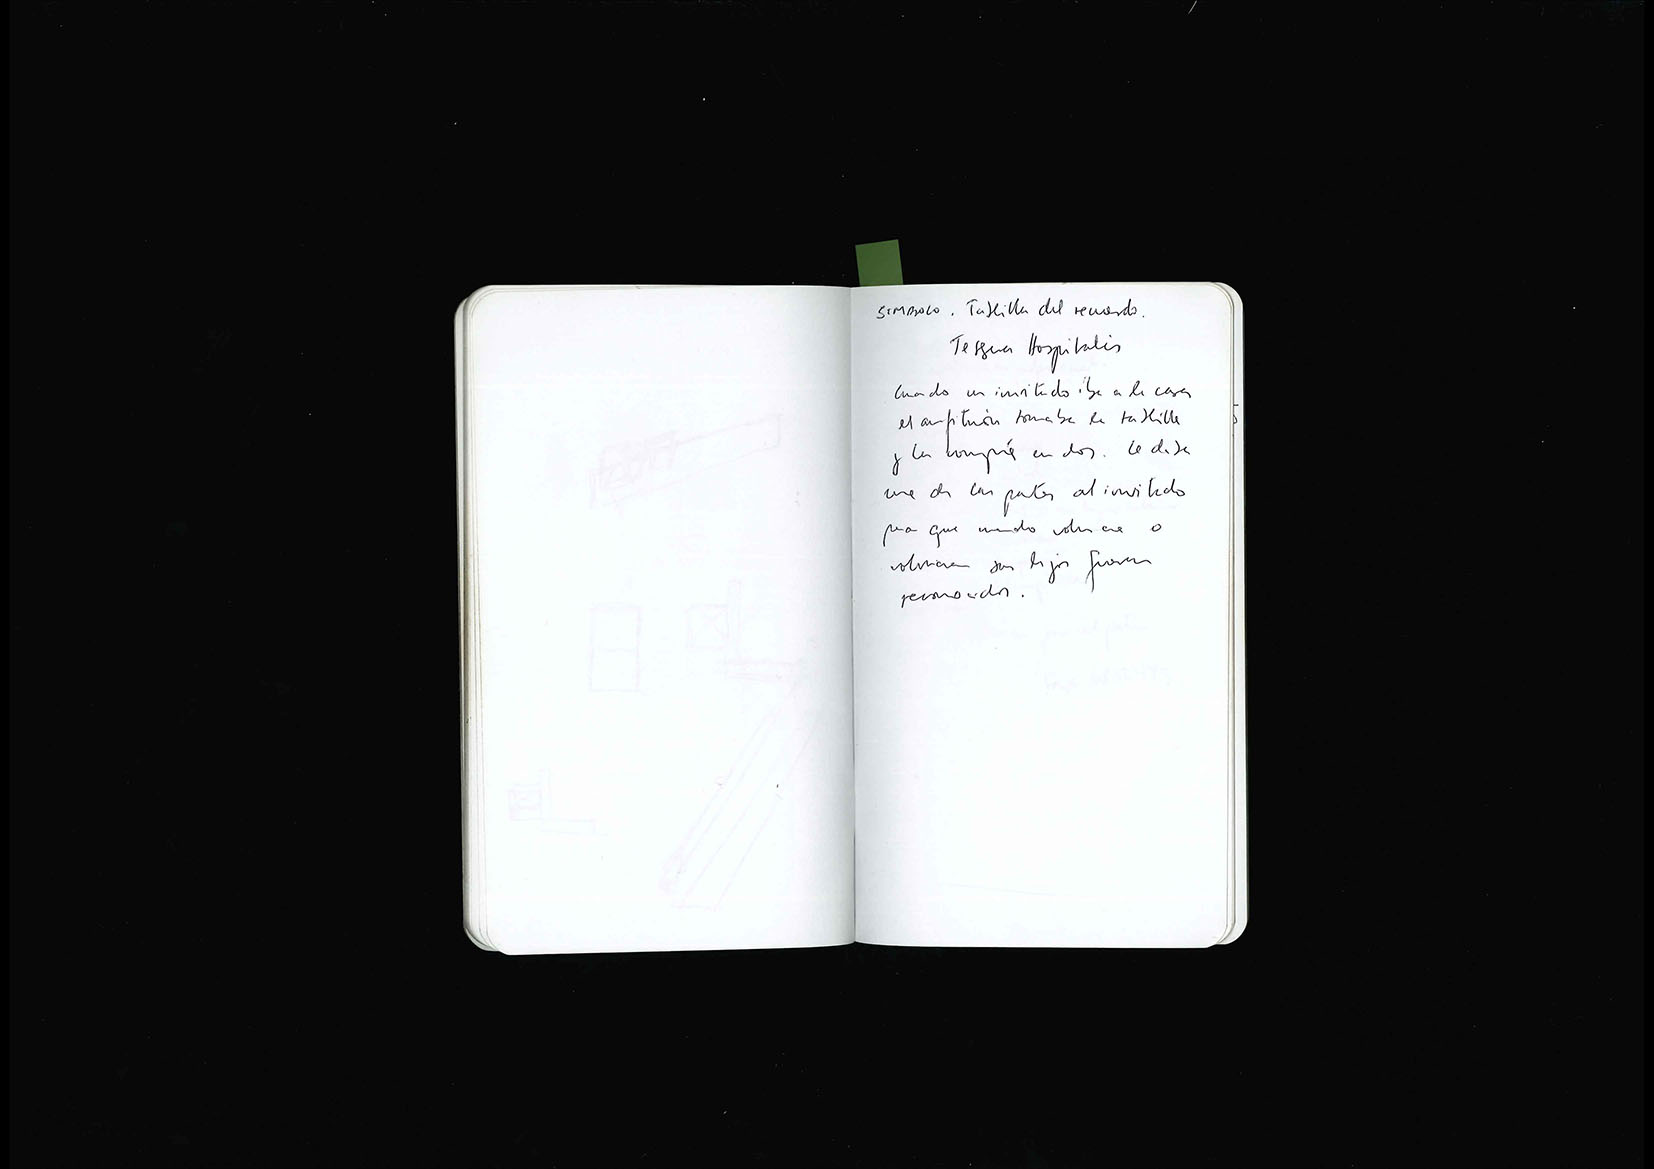 SIMBOLO. Tablilla del recuerdo.
Tessera Hospitalis
Cuando un invitado iba a la casa
el anfitrión tomaba la tablilla
y la rompía en dos. Le daba
una de las partes al invitado
para que cuando volviese o
volvieran sus hijos fueran
reconocidos.